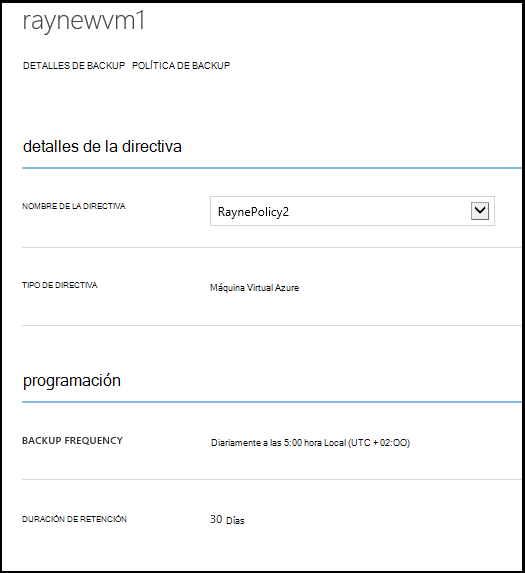 raynewvm1
DETALLES DE BACKUP POLÍTICA DE BACKUP
detalles de la directiva
NOMBRE DE LA DIRECTIVA RaynePolicy2
TIPO DE DIRECTIVA Máquina Virtual Azure
programación
BACKUP FREQUENCY Diariamente a las 5:00 hora Local (UTC + 02:OO)
DURACIÓN DE RETENCIÓN 30 Días